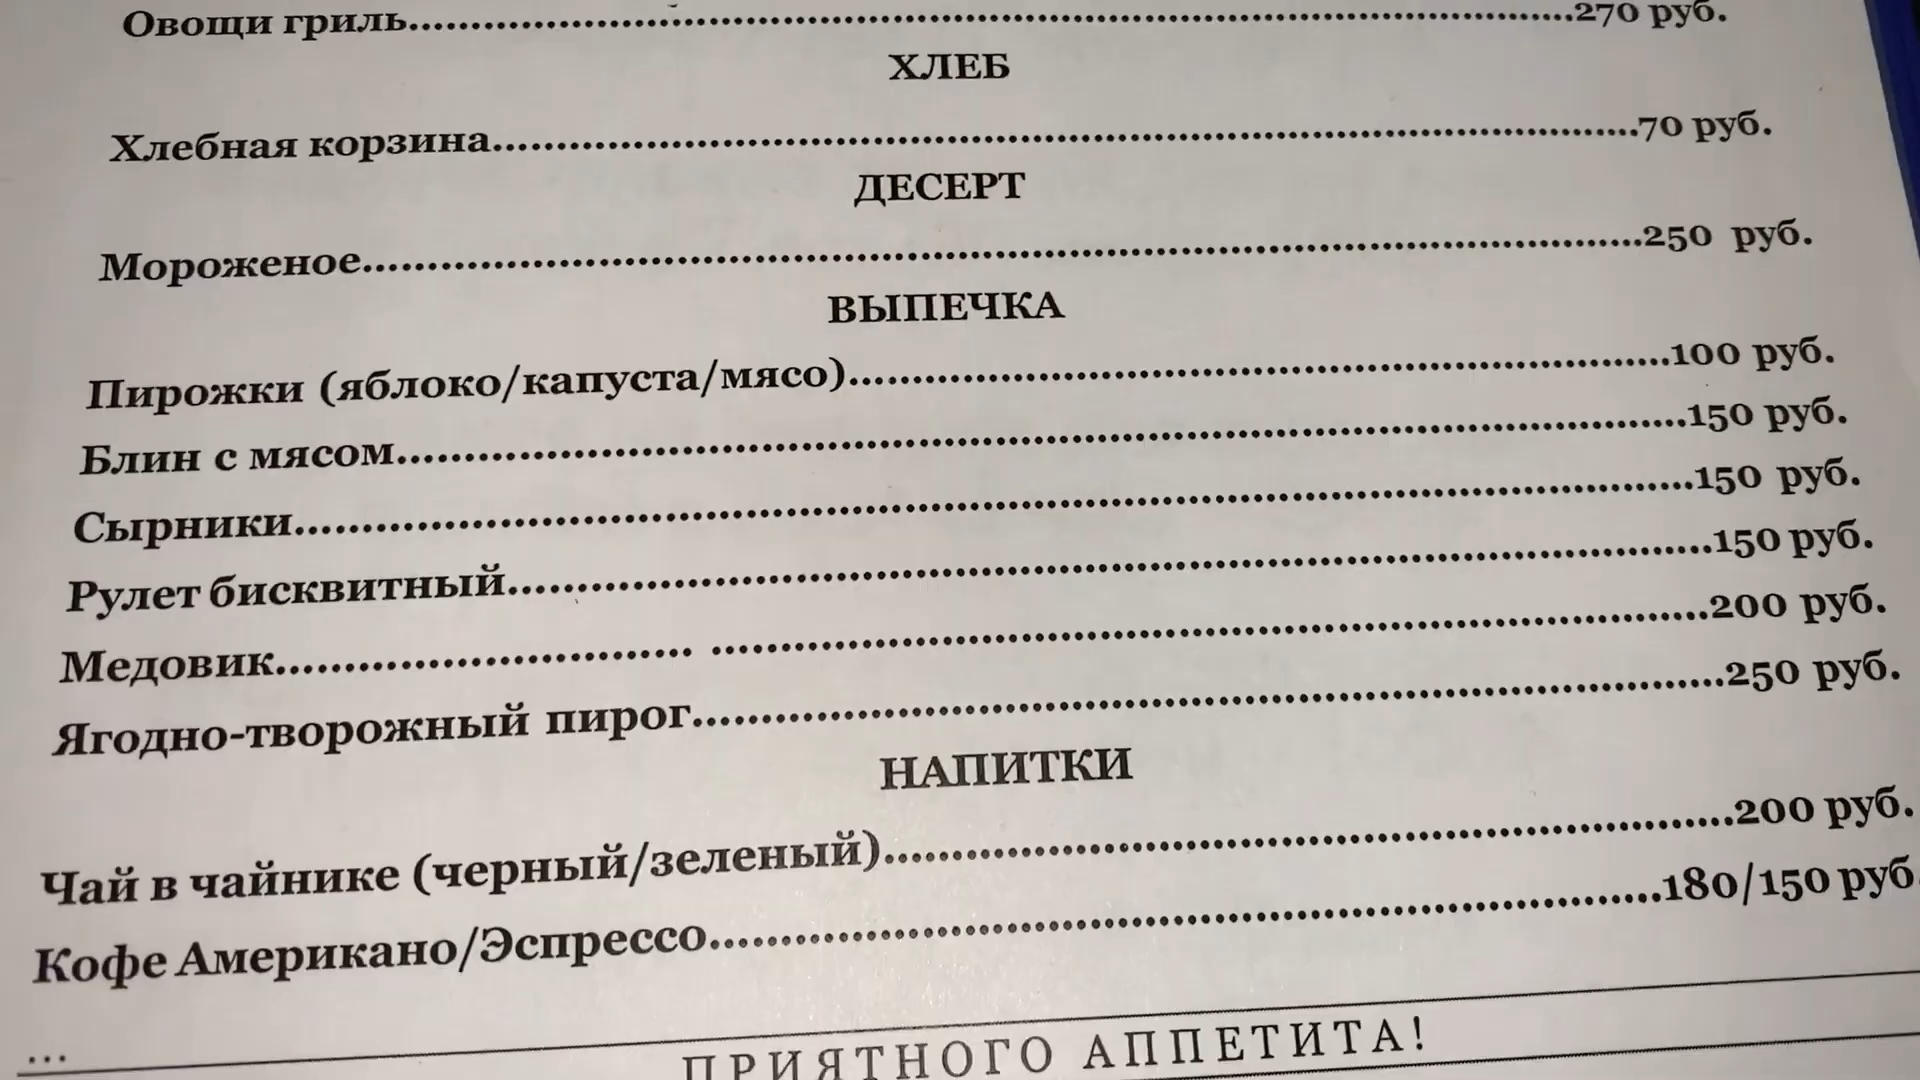 Овощи гриль..........270 руб.
ХЛЕБ
Хлебная корзина..........70 руб.
ДЕСЕРТ
Мороженое..........250 руб.
ВЫПЕЧКА
Пирожки (яблоко/капуста/мясо)..........100 руб.
Блин с мясом..........150 руб.
Сырники..........150 руб.
Рулет бисквитный..........150 руб.
Медовик.......... ..........200 руб.
Ягодно-творожный пирог..........250 руб.
НАПИТКИ
Чай в чайнике (черный/зеленый)..........200 руб.
Кофе Американо/Эспрессо..........180/150 руб.
...
ПРИЯТНОГО АППЕТИТА!